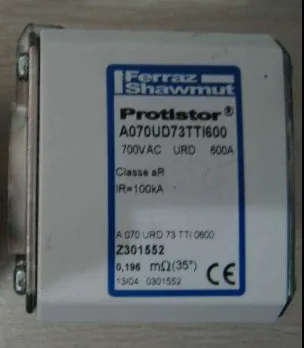 Ferraz
Shawmut
Protistor®
A070UD73TTI600
700VAC URD 600A
Classe aR
IR=100kA
A 070 URD 73 TTI 0600
Z301552
0,196 mΩ(35°)
13/04 0301552 CE